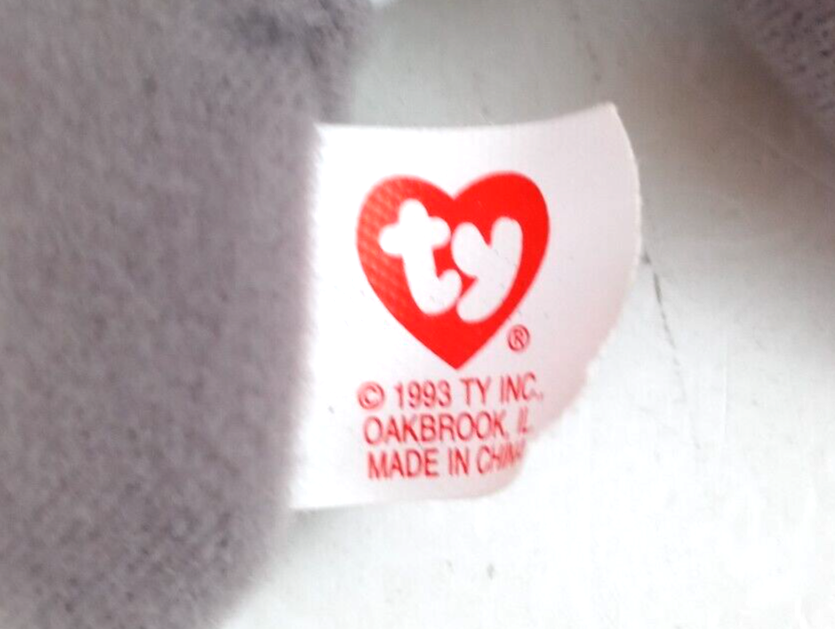 ty®
© 1993 TY INC.,
OAKBROOK, IL
MADE IN CHINA